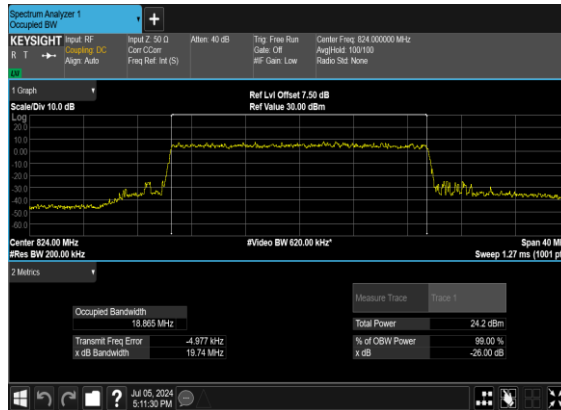 Spectrum Analyzer 1
Occupied BW
+
KEYSIGHT
R T
LU
Input: RF
Coupling: DC
Align: Auto
Input Z: 50 Ω
Corr CCorr
Freq Ref: Int (S)
Atten: 40 dB
Trig: Free Run
Gate: Off
#IF Gain: Low
Center Freq: 824.000000 MHz
Avg|Hold: 100/100
Radio Std: None
1 Graph
Scale/Div 10.0 dB
Ref Lvl Offset 7.50 dB
Ref Value 30.00 dBm
Log
20.0
10.0
0.00
-10.0
-20.0
-30.0
-40.0
-50.0
-60.0
Center 824.00 MHz
#Res BW 200.00 kHz
#Video BW 620.00 kHz*
Span 40 M
Sweep 1.27 ms (1001 p
2 Metrics
Measure Trace Trace 1
Occupied Bandwidth
18.865 MHz
Total Power 24.2 dBm
Transmit Freq Error -4.977 kHz
x dB Bandwidth 19.74 MHz
% of OBW Power 99.00 %
x dB -26.00 dB
?
Jul 05, 2024
5:11:30 PM